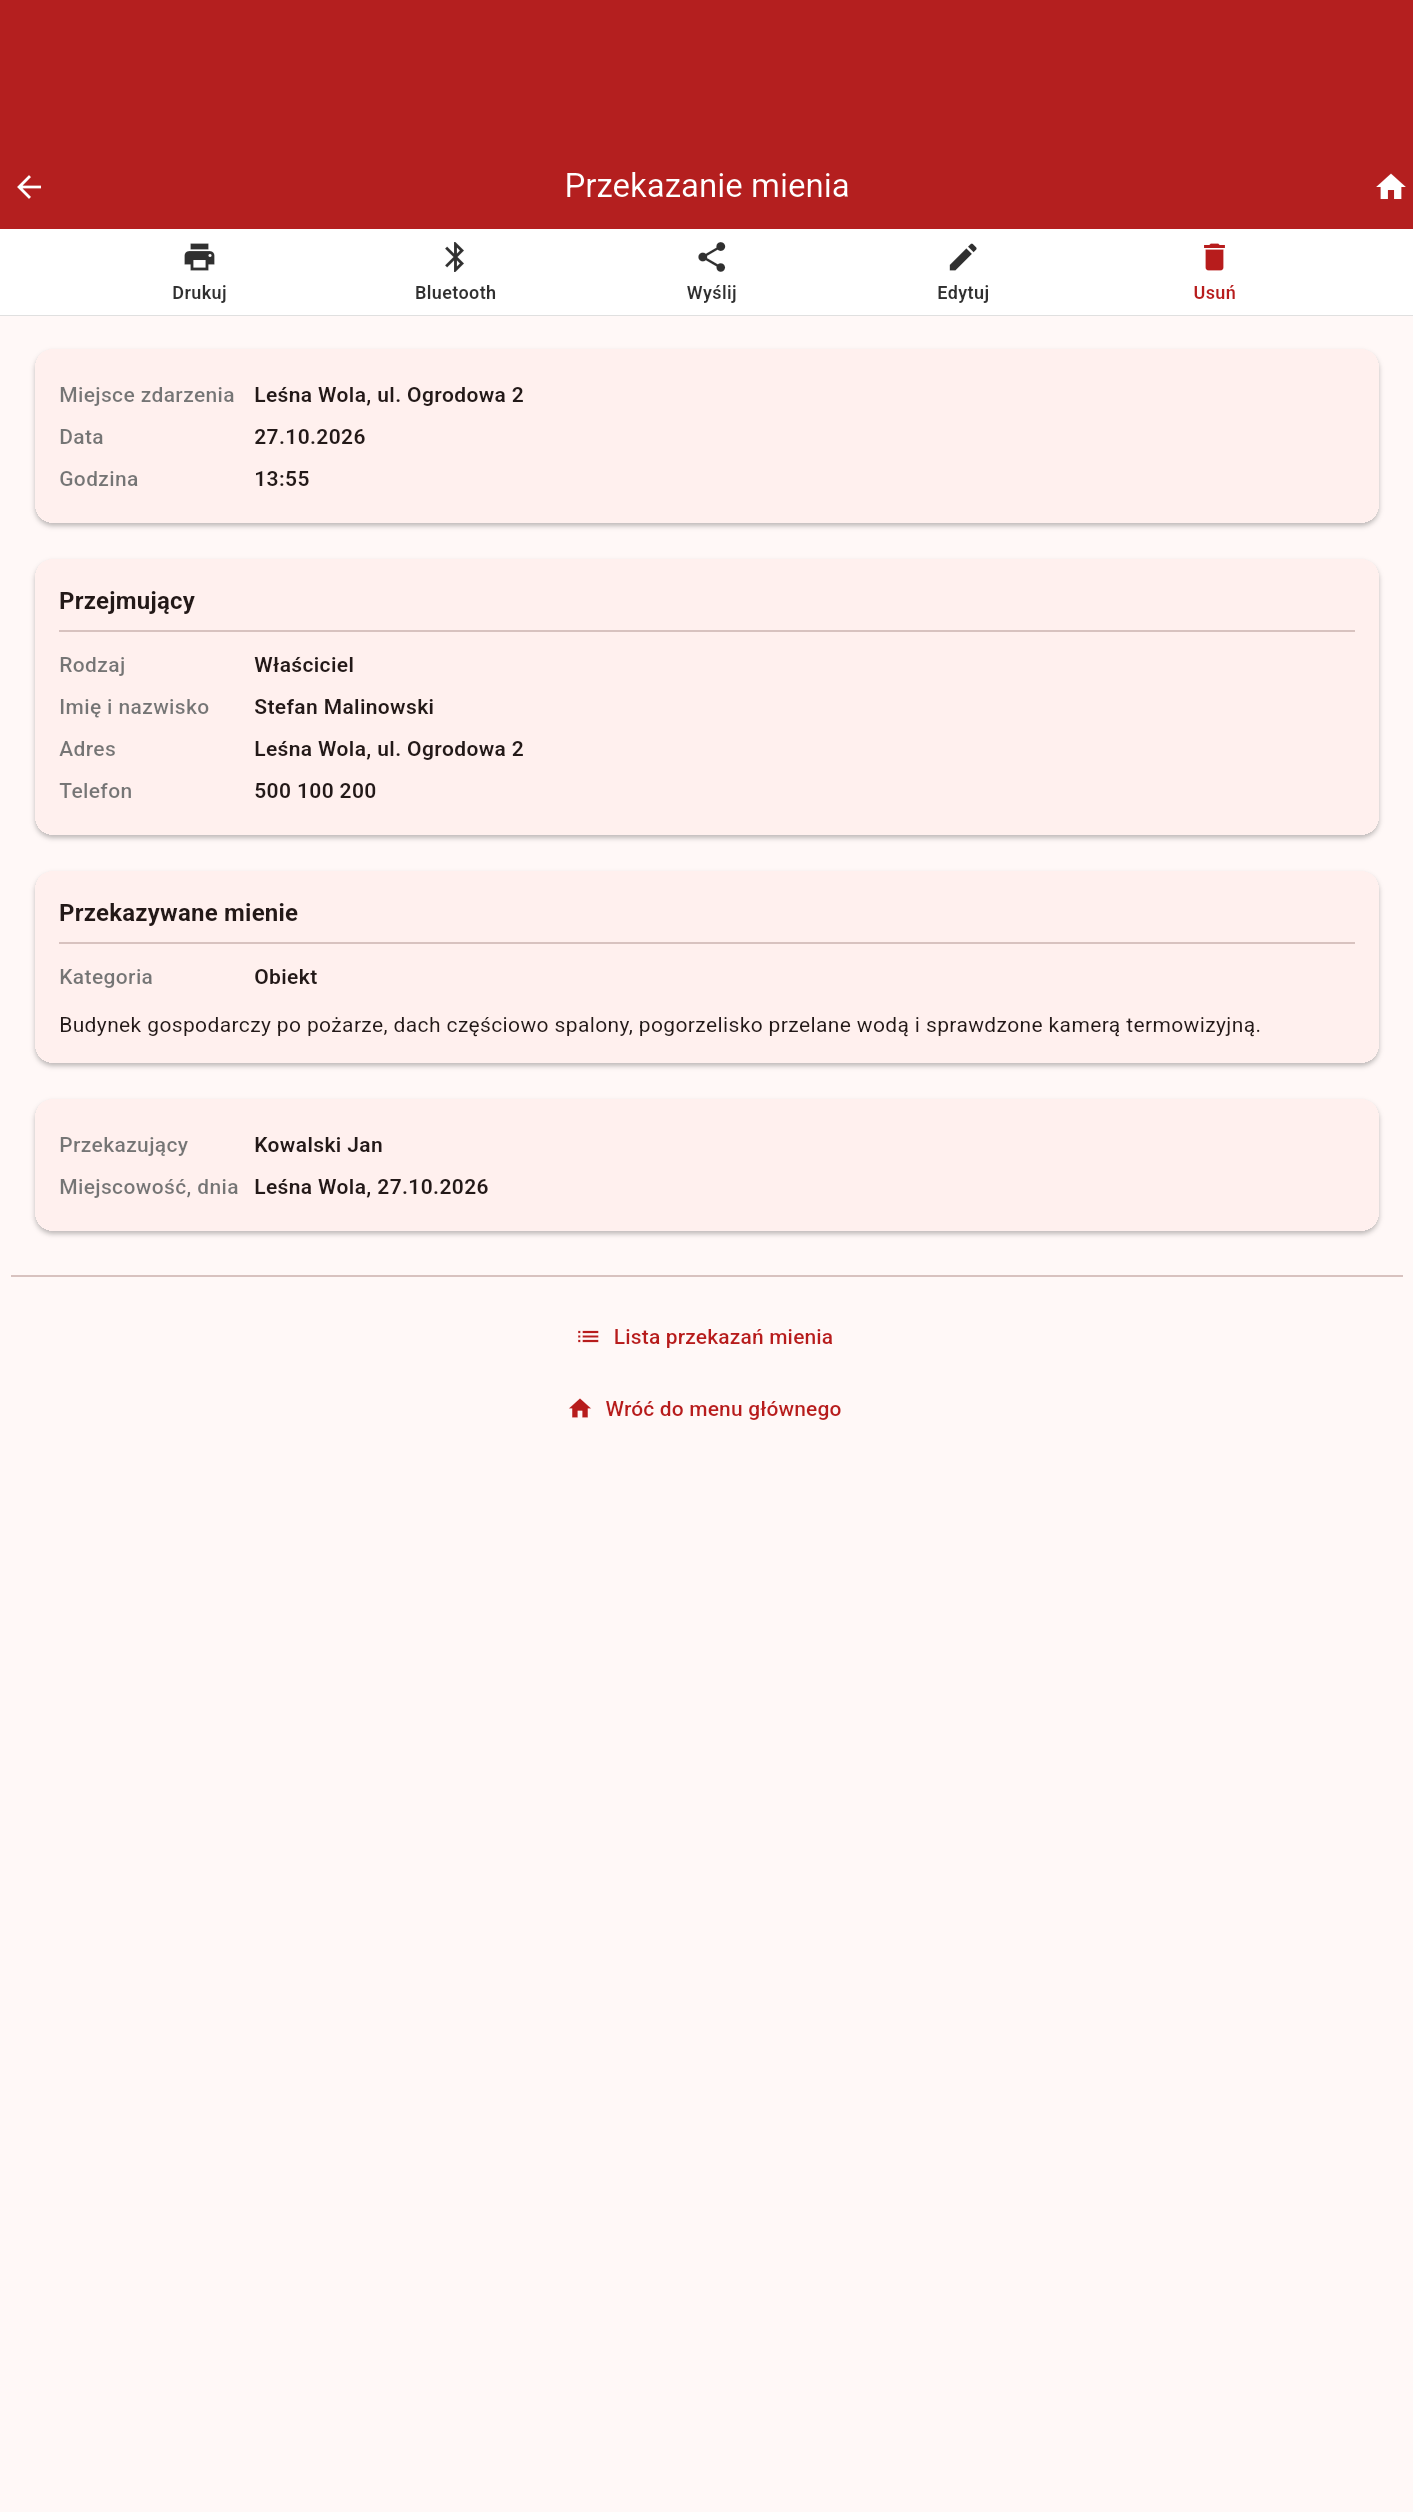 Przekazanie mienia
Drukuj
Bluetooth
Wyślij
Edytuj
Usuń
Miejsce zdarzenia Leśna Wola, ul. Ogrodowa 2
Data 27.10.2026
Godzina 13:55
Przejmujący
Rodzaj Właściciel
Imię i nazwisko Stefan Malinowski
Adres Leśna Wola, ul. Ogrodowa 2
Telefon 500 100 200
Przekazywane mienie
Kategoria Obiekt
Budynek gospodarczy po pożarze, dach częściowo spalony, pogorzelisko przelane wodą i sprawdzone kamerą termowizyjną.
Przekazujący Kowalski Jan
Miejscowość, dnia Leśna Wola, 27.10.2026
Lista przekazań mienia
Wróć do menu głównego